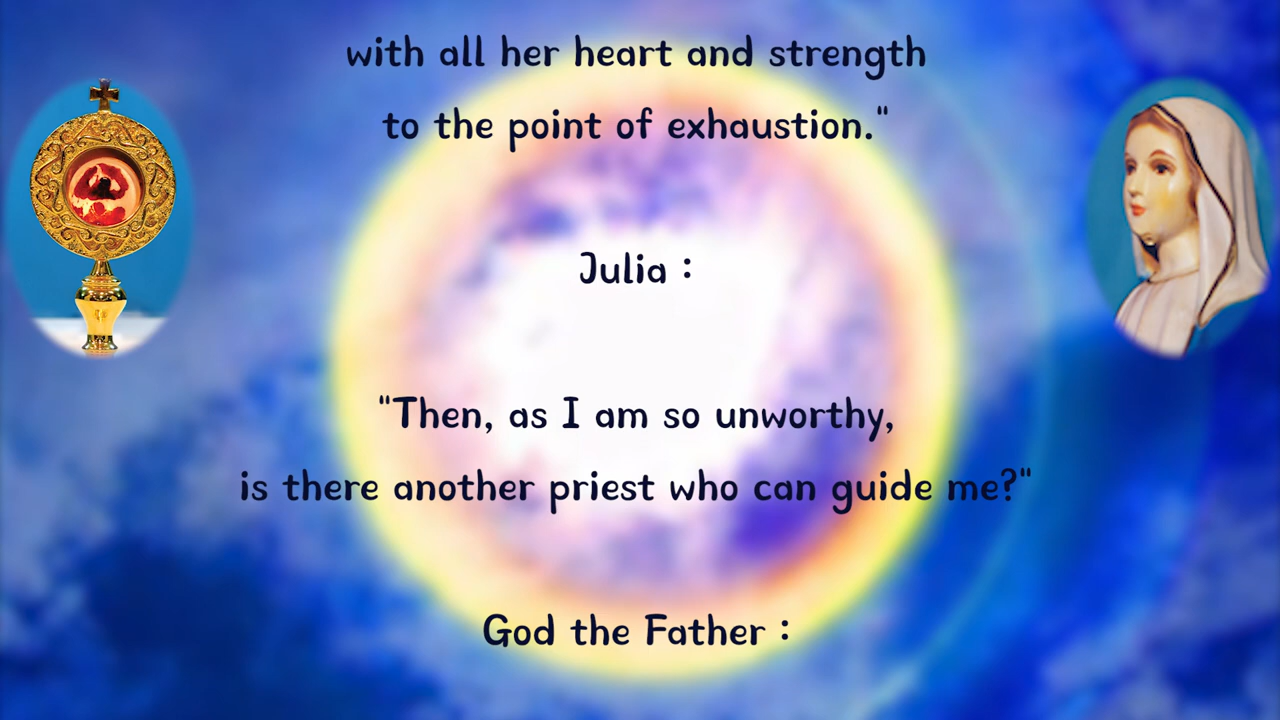 with all her heart and strength
to the point of exhaustion."
Julia :
"Then, as I am so unworthy,
is there another priest who can guide me?"
God the Father :